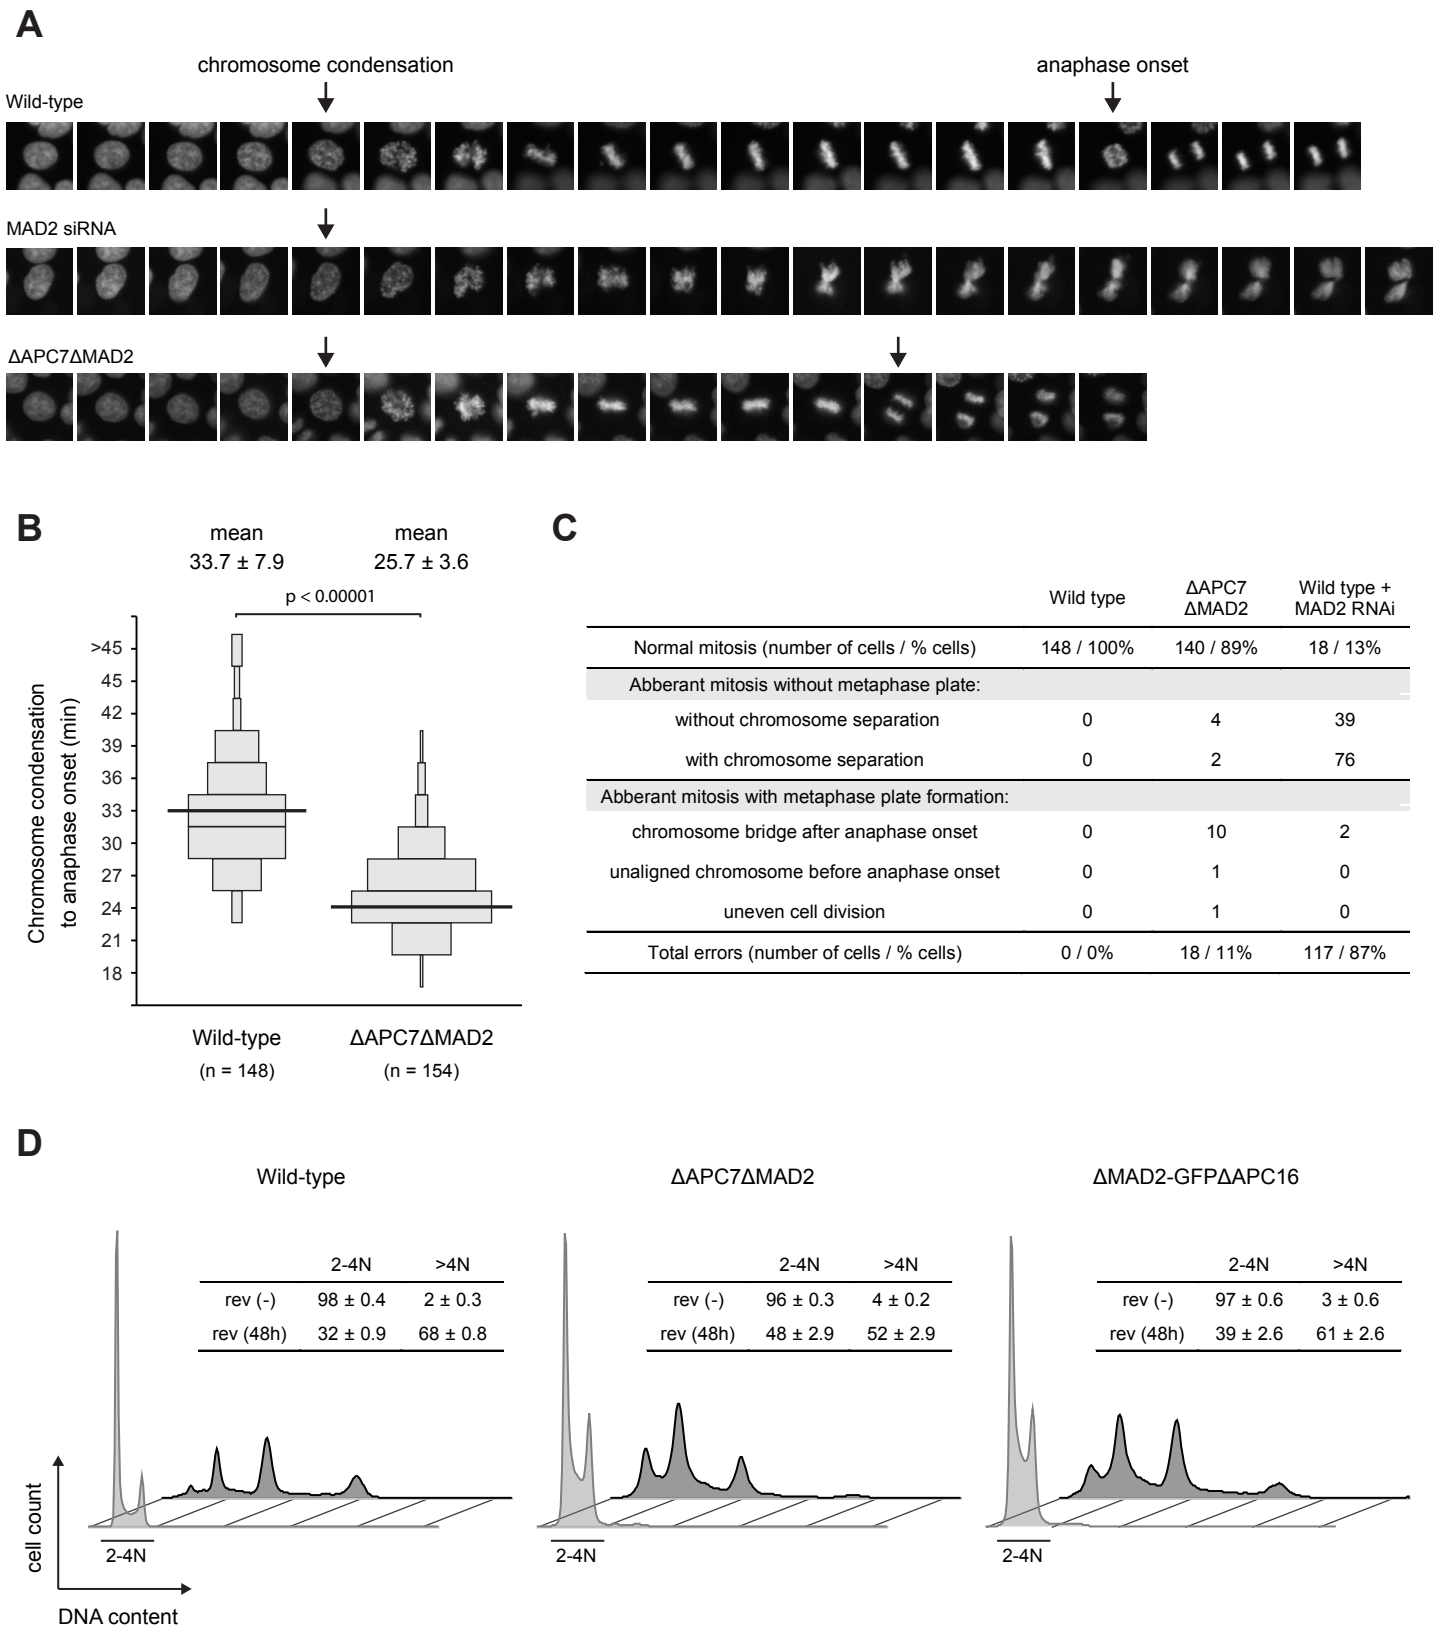 A
chromosome condensation
anaphase onset
Wild-type
MAD2 siRNA
ΔAPC7ΔMAD2
B
mean
33.7 ± 7.9
mean
25.7 ± 3.6
p < 0.00001
Chromosome condensation
to anaphase onset (min)
>45
45
42
39
36
33
30
27
24
21
18
Wild-type
(n = 148)
ΔAPC7ΔMAD2
(n = 154)
C
Wild type
ΔAPC7
ΔMAD2
Wild type +
MAD2 RNAi
Normal mitosis (number of cells / % cells) 148 / 100% 140 / 89% 18 / 13%
Abberant mitosis without metaphase plate:
without chromosome separation 0 4 39
with chromosome separation 0 2 76
Abberant mitosis with metaphase plate formation:
chromosome bridge after anaphase onset 0 10 2
unaligned chromosome before anaphase onset 0 1 0
uneven cell division 0 1 0
Total errors (number of cells / % cells) 0 / 0% 18 / 11% 117 / 87%
D
Wild-type
2-4N >4N
rev (-) 98 ± 0.4 2 ± 0.3
rev (48h) 32 ± 0.9 68 ± 0.8
2-4N
ΔAPC7ΔMAD2
2-4N >4N
rev (-) 96 ± 0.3 4 ± 0.2
rev (48h) 48 ± 2.9 52 ± 2.9
2-4N
ΔMAD2-GFPΔAPC16
2-4N >4N
rev (-) 97 ± 0.6 3 ± 0.6
rev (48h) 39 ± 2.6 61 ± 2.6
2-4N
cell count
DNA content